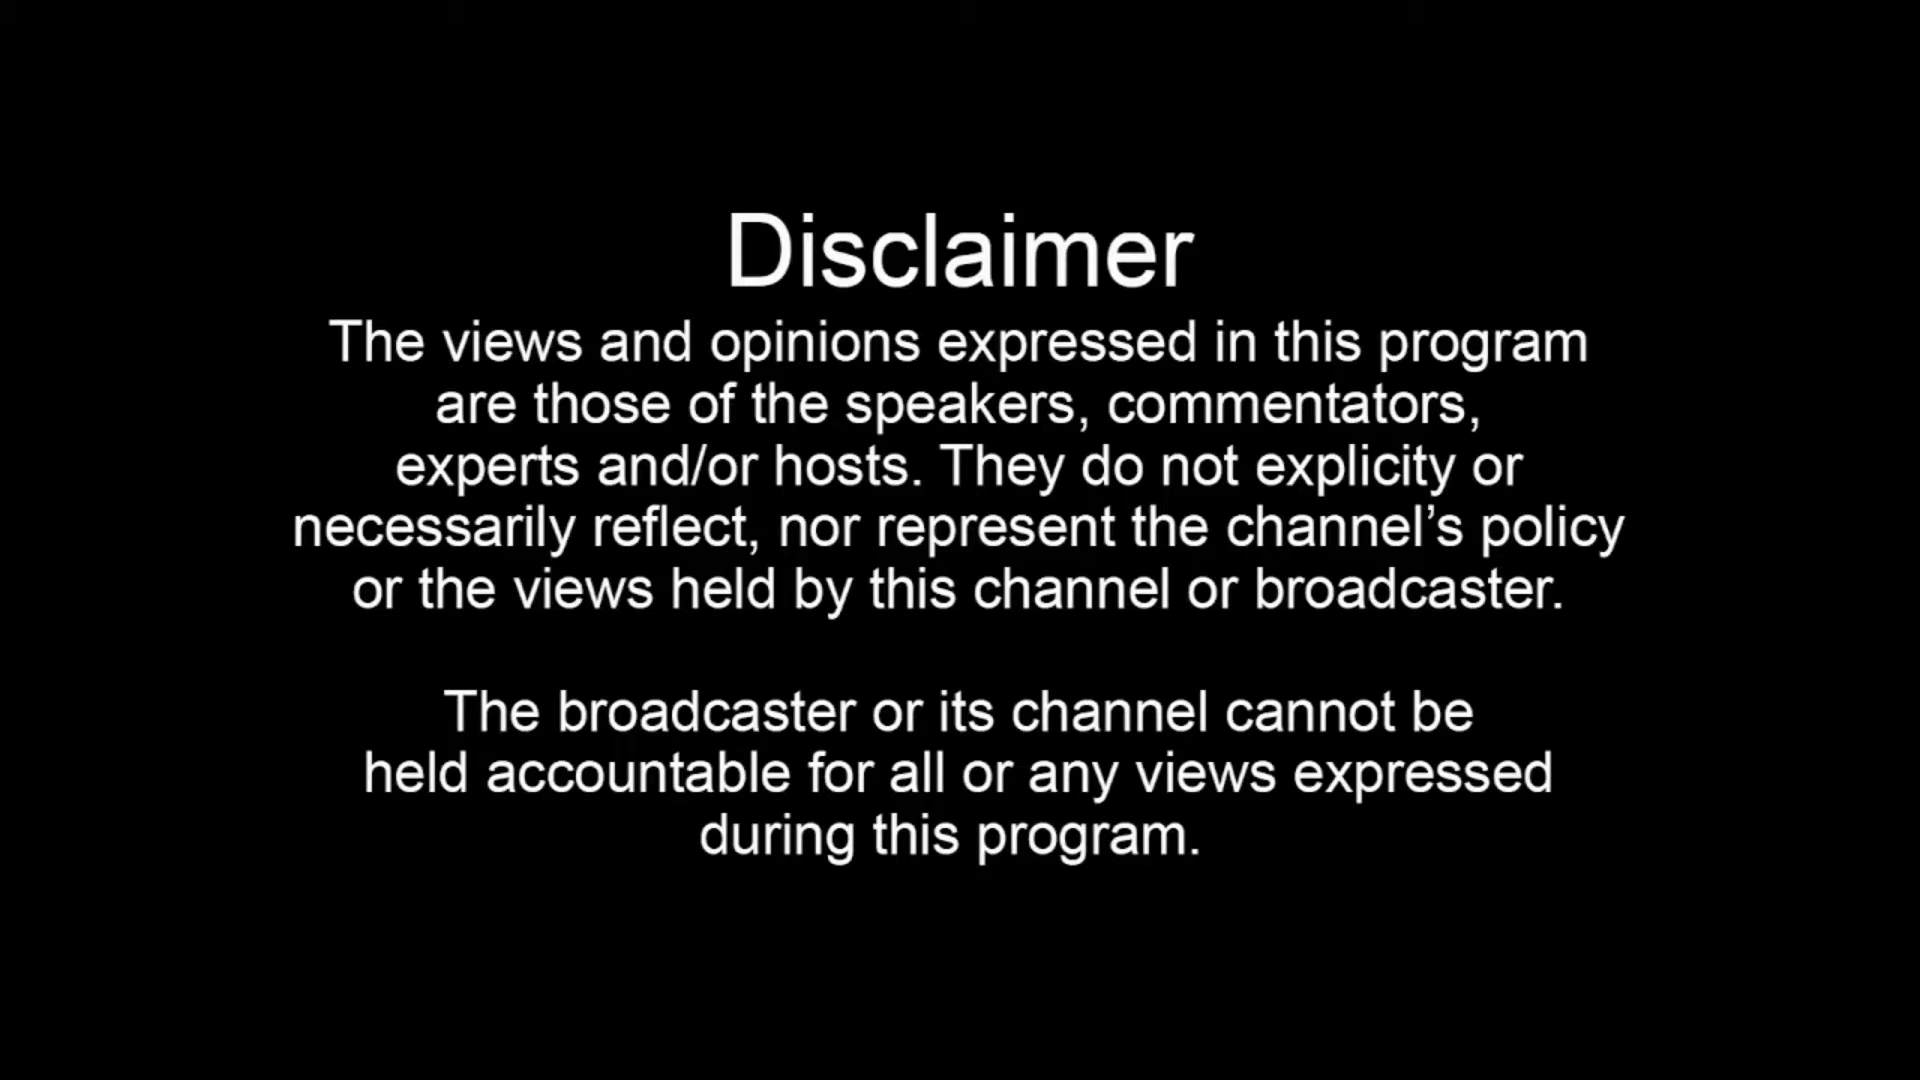 Disclaimer
The views and opinions expressed in this program
are those of the speakers, commentators,
experts and/or hosts. They do not explicity or
necessarily reflect, nor represent the channel’s policy
or the views held by this channel or broadcaster.
The broadcaster or its channel cannot be
held accountable for all or any views expressed
during this program.